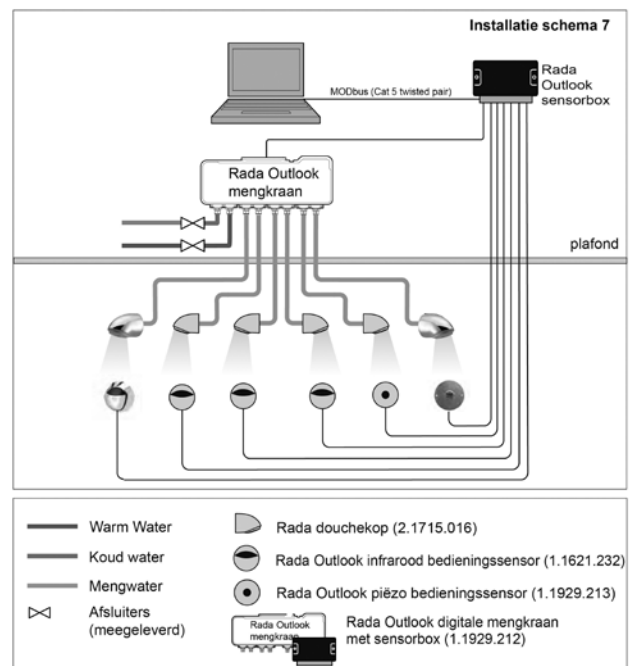 Installatie schema 7
Rada
Outlook
sensorbox
MODbus (Cat 5 twisted pair)
Rada Outlook
mengkraan
plafond
Warm Water
Koud water
Mengwater
Afsluiters
(meegeleverd)
Rada douchekop (2.1715.016)
Rada Outlook infrarood bedieningssensor (1.1621.232)
Rada Outlook piëzo bedieningssensor (1.1929.213)
Rada Outlook
mengkraan
Rada Outlook digitale mengkraan
met sensorbox (1.1929.212)